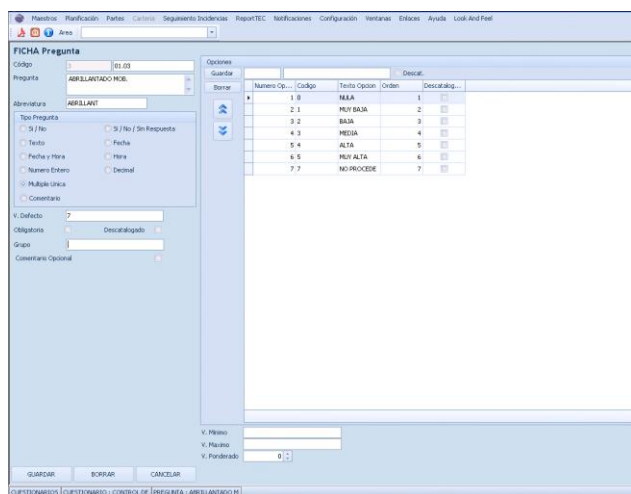 Maestros Planificación Partes Cartería Seguimiento Incidencias ReportTEC Notificaciones Configuración Ventanas Enlaces Ayuda Look And Feel
Area
FICHA Pregunta
Código 3 01.03
Pregunta ABRILLANTADO MOB.
Abreviatura ABRILLANT
Tipo Pregunta
Si / No Si / No / Sin Respuesta
Texto Fecha
Fecha y Hora Hora
Numero Entero Decimal
Multiple Unica
Comentario
V. Defecto 7
Obligatoria Descatalogado
Grupo
Comentario Opcional
Opciones
Guardar Descat.
Borrar
Numero Op... Codigo Texto Opcion Orden Descatalog...
1 0 NULA 1
2 1 MUY BAJA 2
3 2 BAJA 3
4 3 MEDIA 4
5 4 ALTA 5
6 5 MUY ALTA 6
7 7 NO PROCEDE 7
V. Minimo
V. Maximo
V. Ponderado 0
GUARDAR BORRAR CANCELAR
CUESTIONARIOS CUESTIONARIO : CONTROL DE PREGUNTA : ABRILLANTADO M